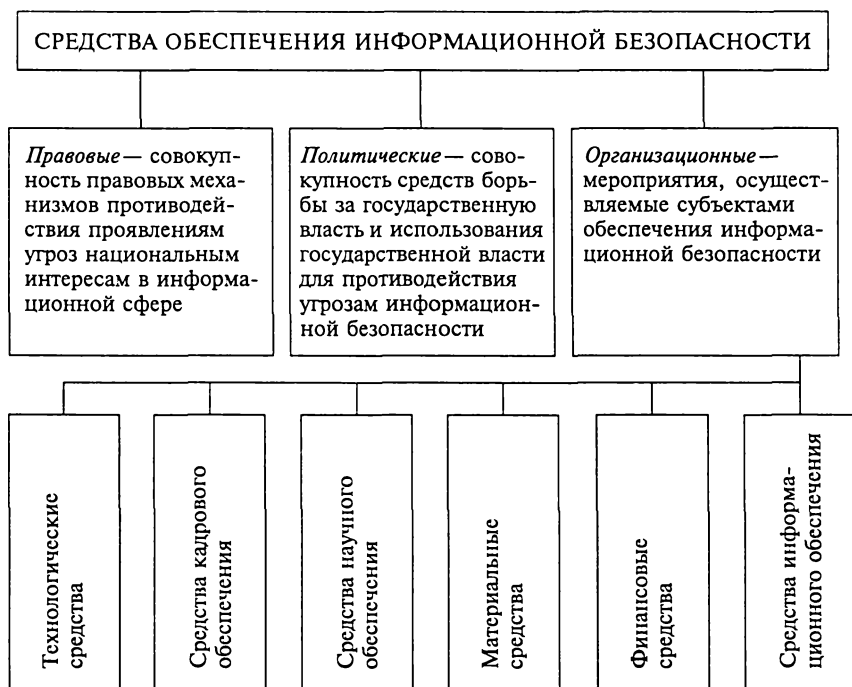 СРЕДСТВА ОБЕСПЕЧЕНИЯ ИНФОРМАЦИОННОЙ БЕЗОПАСНОСТИ
Правовые — совокуп-
ность правовых меха-
низмов противодей-
ствия проявлениям
угроз национальным
интересам в информа-
ционной сфере
Политические — сово-
купность средств борь-
бы за государственную
власть и использования
государственной власти
для противодействия
угрозам информацион-
ной безопасности
Организационные —
мероприятия, осущест-
вляемые субъектами
обеспечения информа-
ционной безопасности
Технологические
средства
Средства кадрового
обеспечения
Средства научного
обеспечения
Материальные
средства
Финансовые
средства
Средства информа-
ционного обеспечения